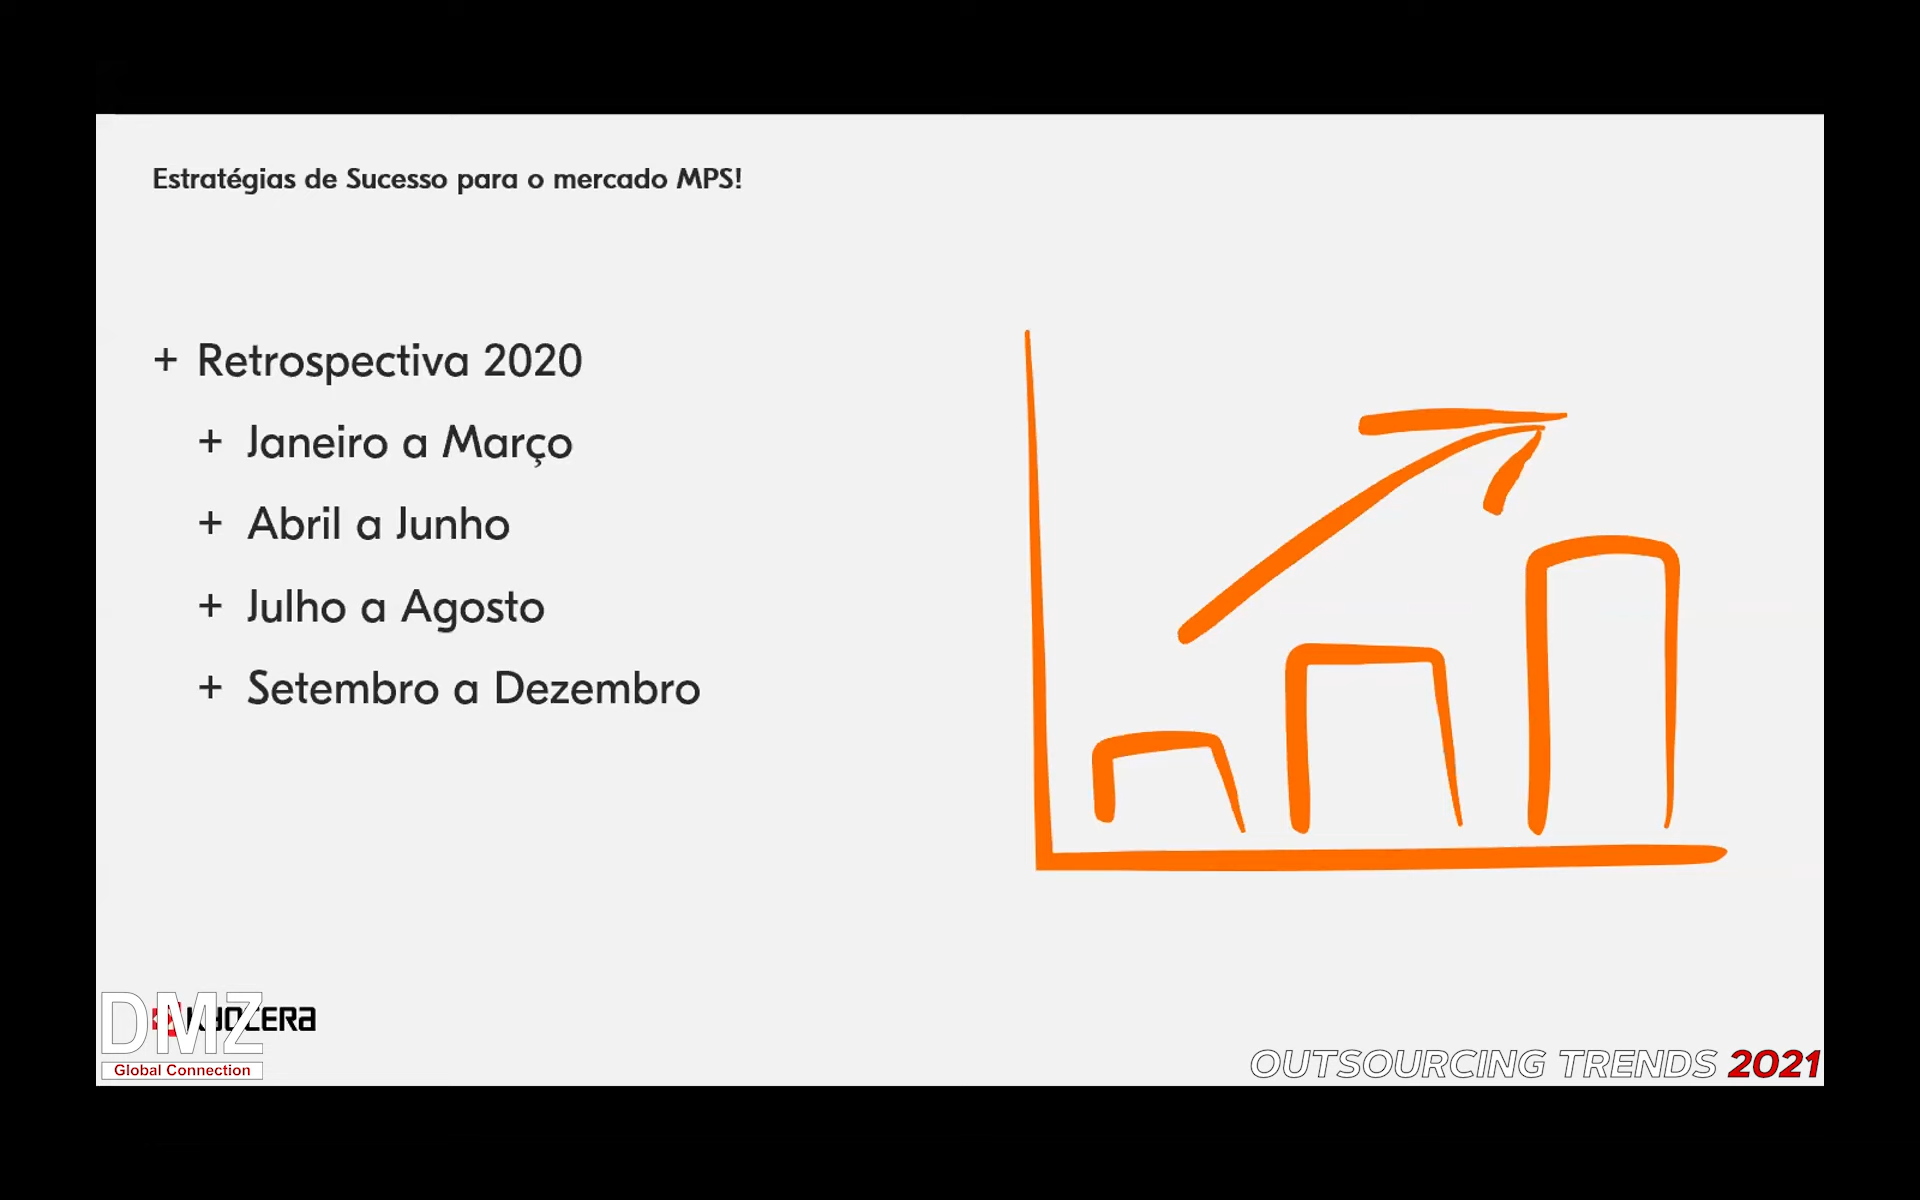 Estratégias de Sucesso para o mercado MPS!
+ Retrospectiva 2020
+ Janeiro a Março
+ Abril a Junho
+ Julho a Agosto
+ Setembro a Dezembro
DMZ
KYOCERa
Global Connection
OUTSOURCING TRENDS 2021